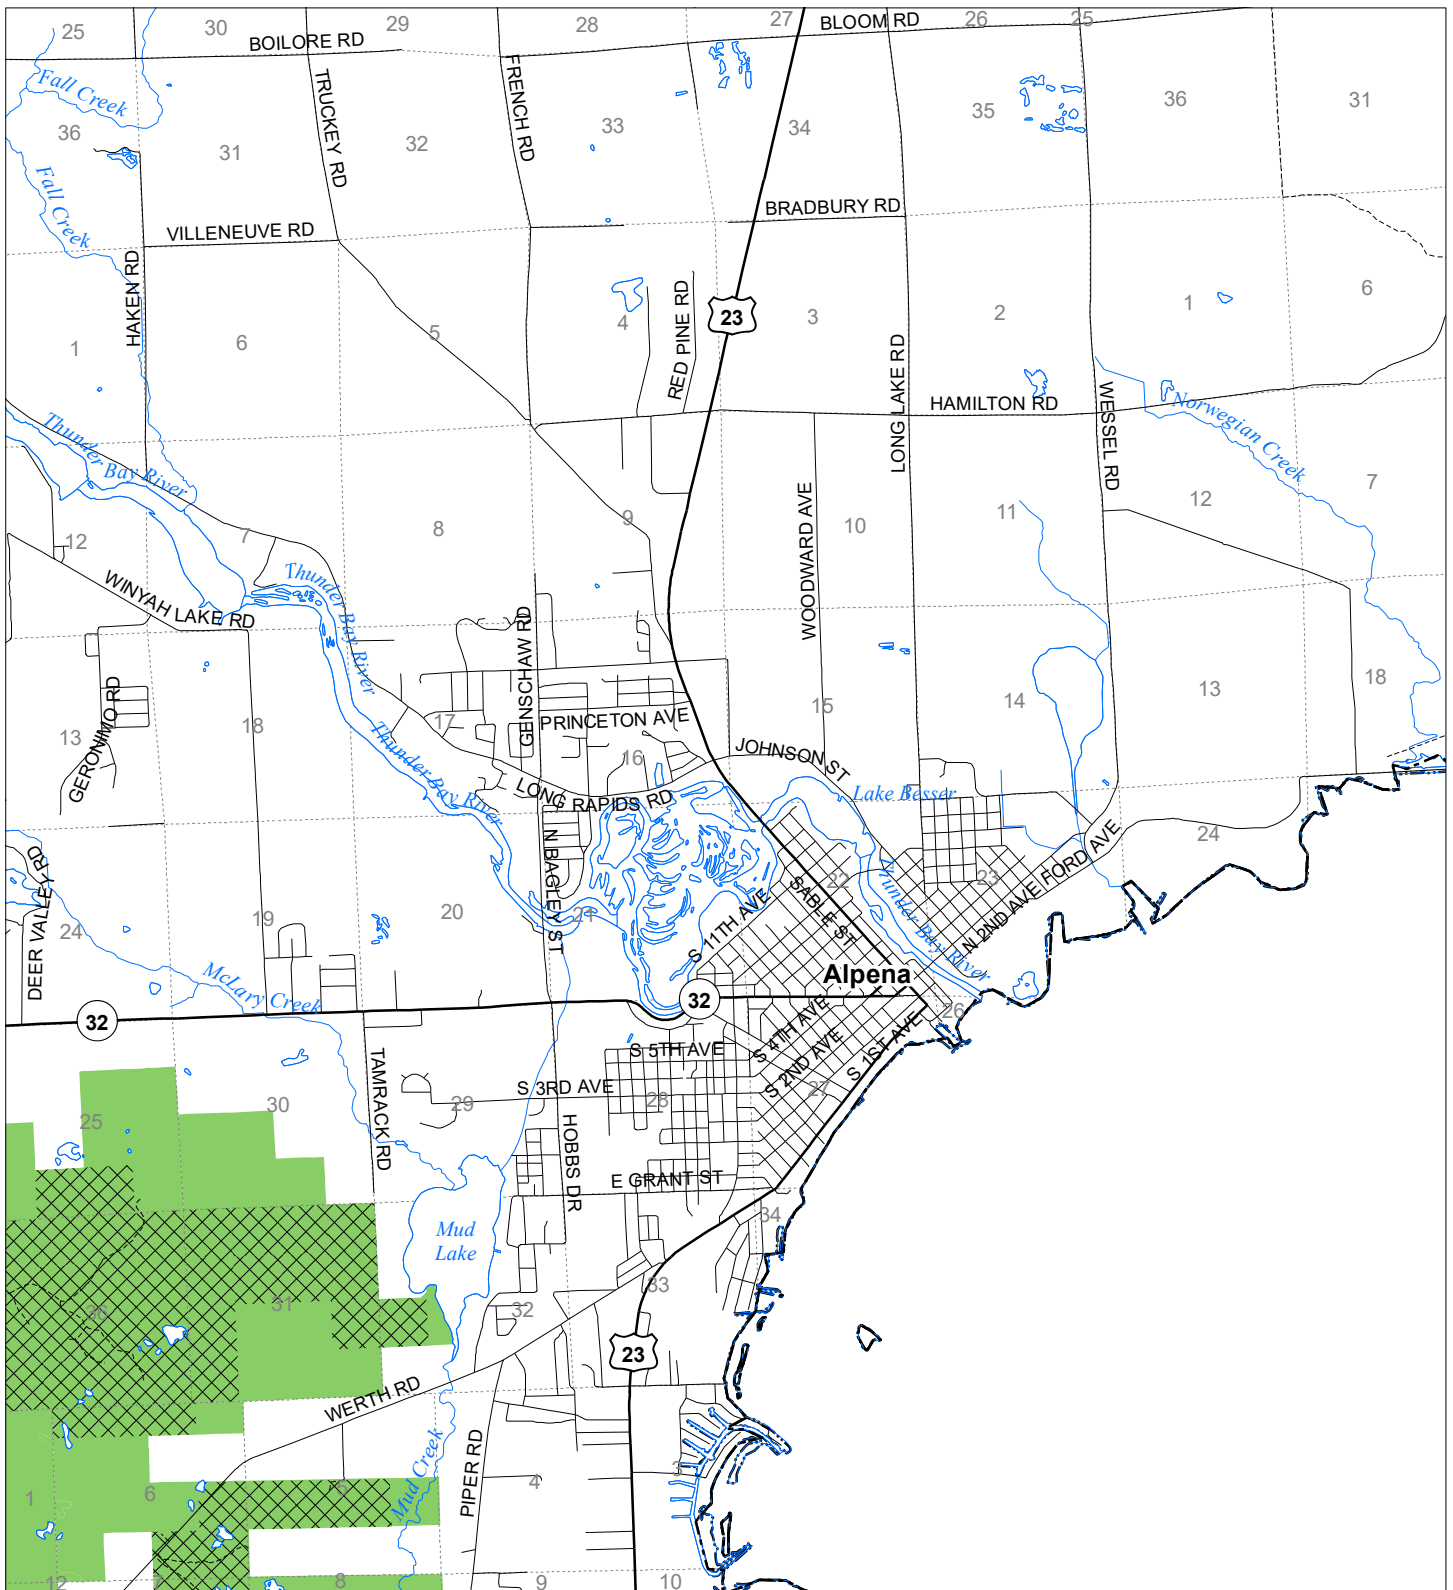 25
30
29
28
27
26
25
BOILORE RD
BLOOM RD
Fall Creek
TRUCKEY RD
FRENCH RD
36
31
32
33
34
35
36
31
Fall Creek
VILLENEUVE RD
BRADBURY RD
HAKEN RD
RED PINE RD
23
1
6
5
4
3
2
1
6
LONG LAKE RD
HAMILTON RD
WESSEL RD
Norwegian Creek
Thunder Bay River
12
7
8
9
10
11
12
7
WOODWARD AVE
WINYAH LAKE RD
Thunder Bay River
GENSCHAW RD
GERONIMO RD
13
18
17
PRINCETON AVE
16
15
14
13
18
JOHNSON ST
Thunder Bay River
LONG RAPIDS RD
Lake Besser
N BAGLEY ST
DEER VALLEY RD
24
19
20
21
22
23
24
S 11TH AVE
SABLE ST
Thunder Bay River
N 2ND AVE
FORD AVE
McLary Creek
Alpena
32
32
26
S 5TH AVE
S 4TH AVE
S 2ND AVE
S 1ST AVE
S 3RD AVE
TAMRACK RD
25
30
29
28
27
HOBBS DR
E GRANT ST
Mud
Lake
34
36
31
32
33
23
WERTH RD
PIPER RD
Mud Creek
1
6
5
4
3
12
7
8
9
10